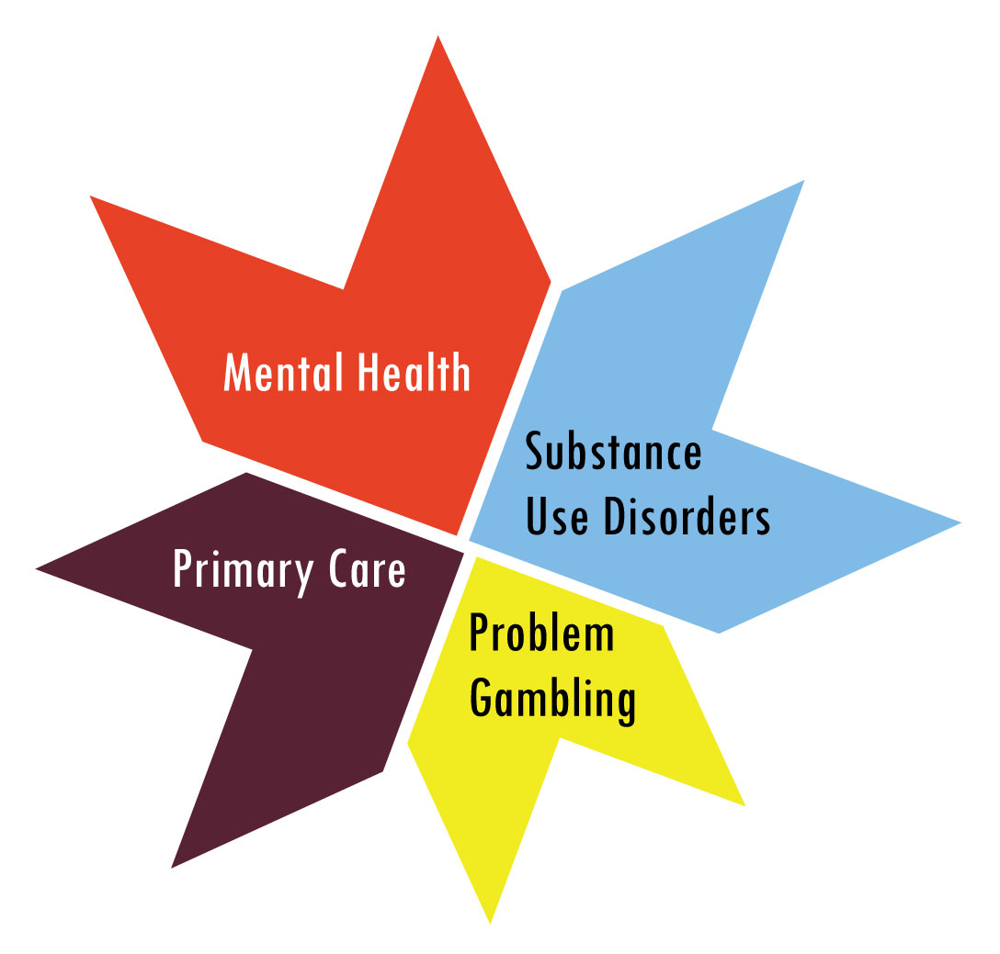 Mental Health
Substance
Use Disorders
Primary Care
Problem
Gambling